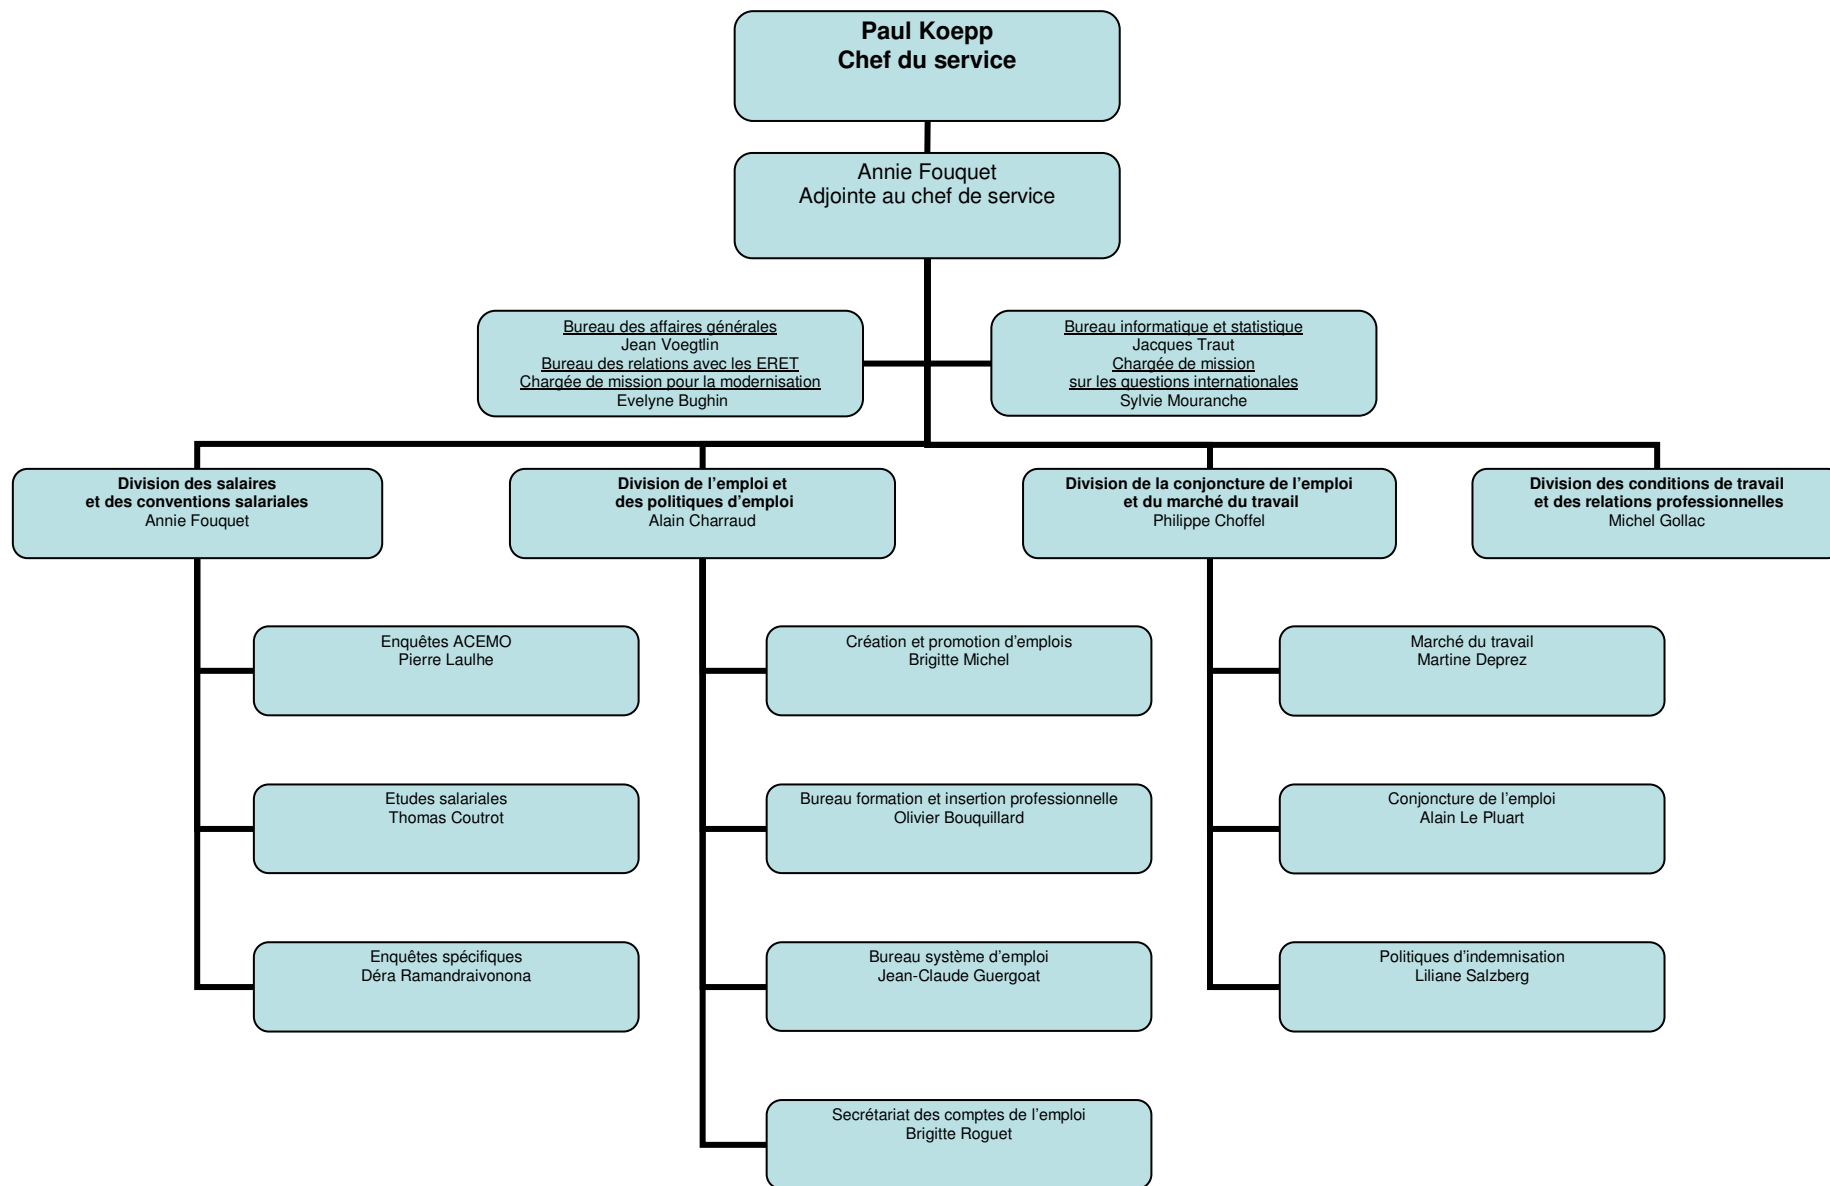 Paul Koepp
Chef du service
Annie Fouquet
Adjointe au chef de service
Bureau des affaires générales
Jean Voegtlin
Bureau des relations avec les ERET
Chargée de mission pour la modernisation
Evelyne Bughin
Bureau informatique et statistique
Jacques Traut
Chargée de mission
sur les questions internationales
Sylvie Mouranche
Division des salaires
et des conventions salariales
Annie Fouquet
Division de l’emploi et
des politiques d’emploi
Alain Charraud
Division de la conjoncture de l’emploi
et du marché du travail
Philippe Choffel
Division des conditions de travail
et des relations professionnelles
Michel Gollac
Enquêtes ACEMO
Pierre Laulhe
Création et promotion d’emplois
Brigitte Michel
Marché du travail
Martine Deprez
Etudes salariales
Thomas Coutrot
Bureau formation et insertion professionnelle
Olivier Bouquillard
Conjoncture de l’emploi
Alain Le Pluart
Enquêtes spécifiques
Déra Ramandraivonona
Bureau système d’emploi
Jean-Claude Guergoat
Politiques d’indemnisation
Liliane Salzberg
Secrétariat des comptes de l’emploi
Brigitte Roguet